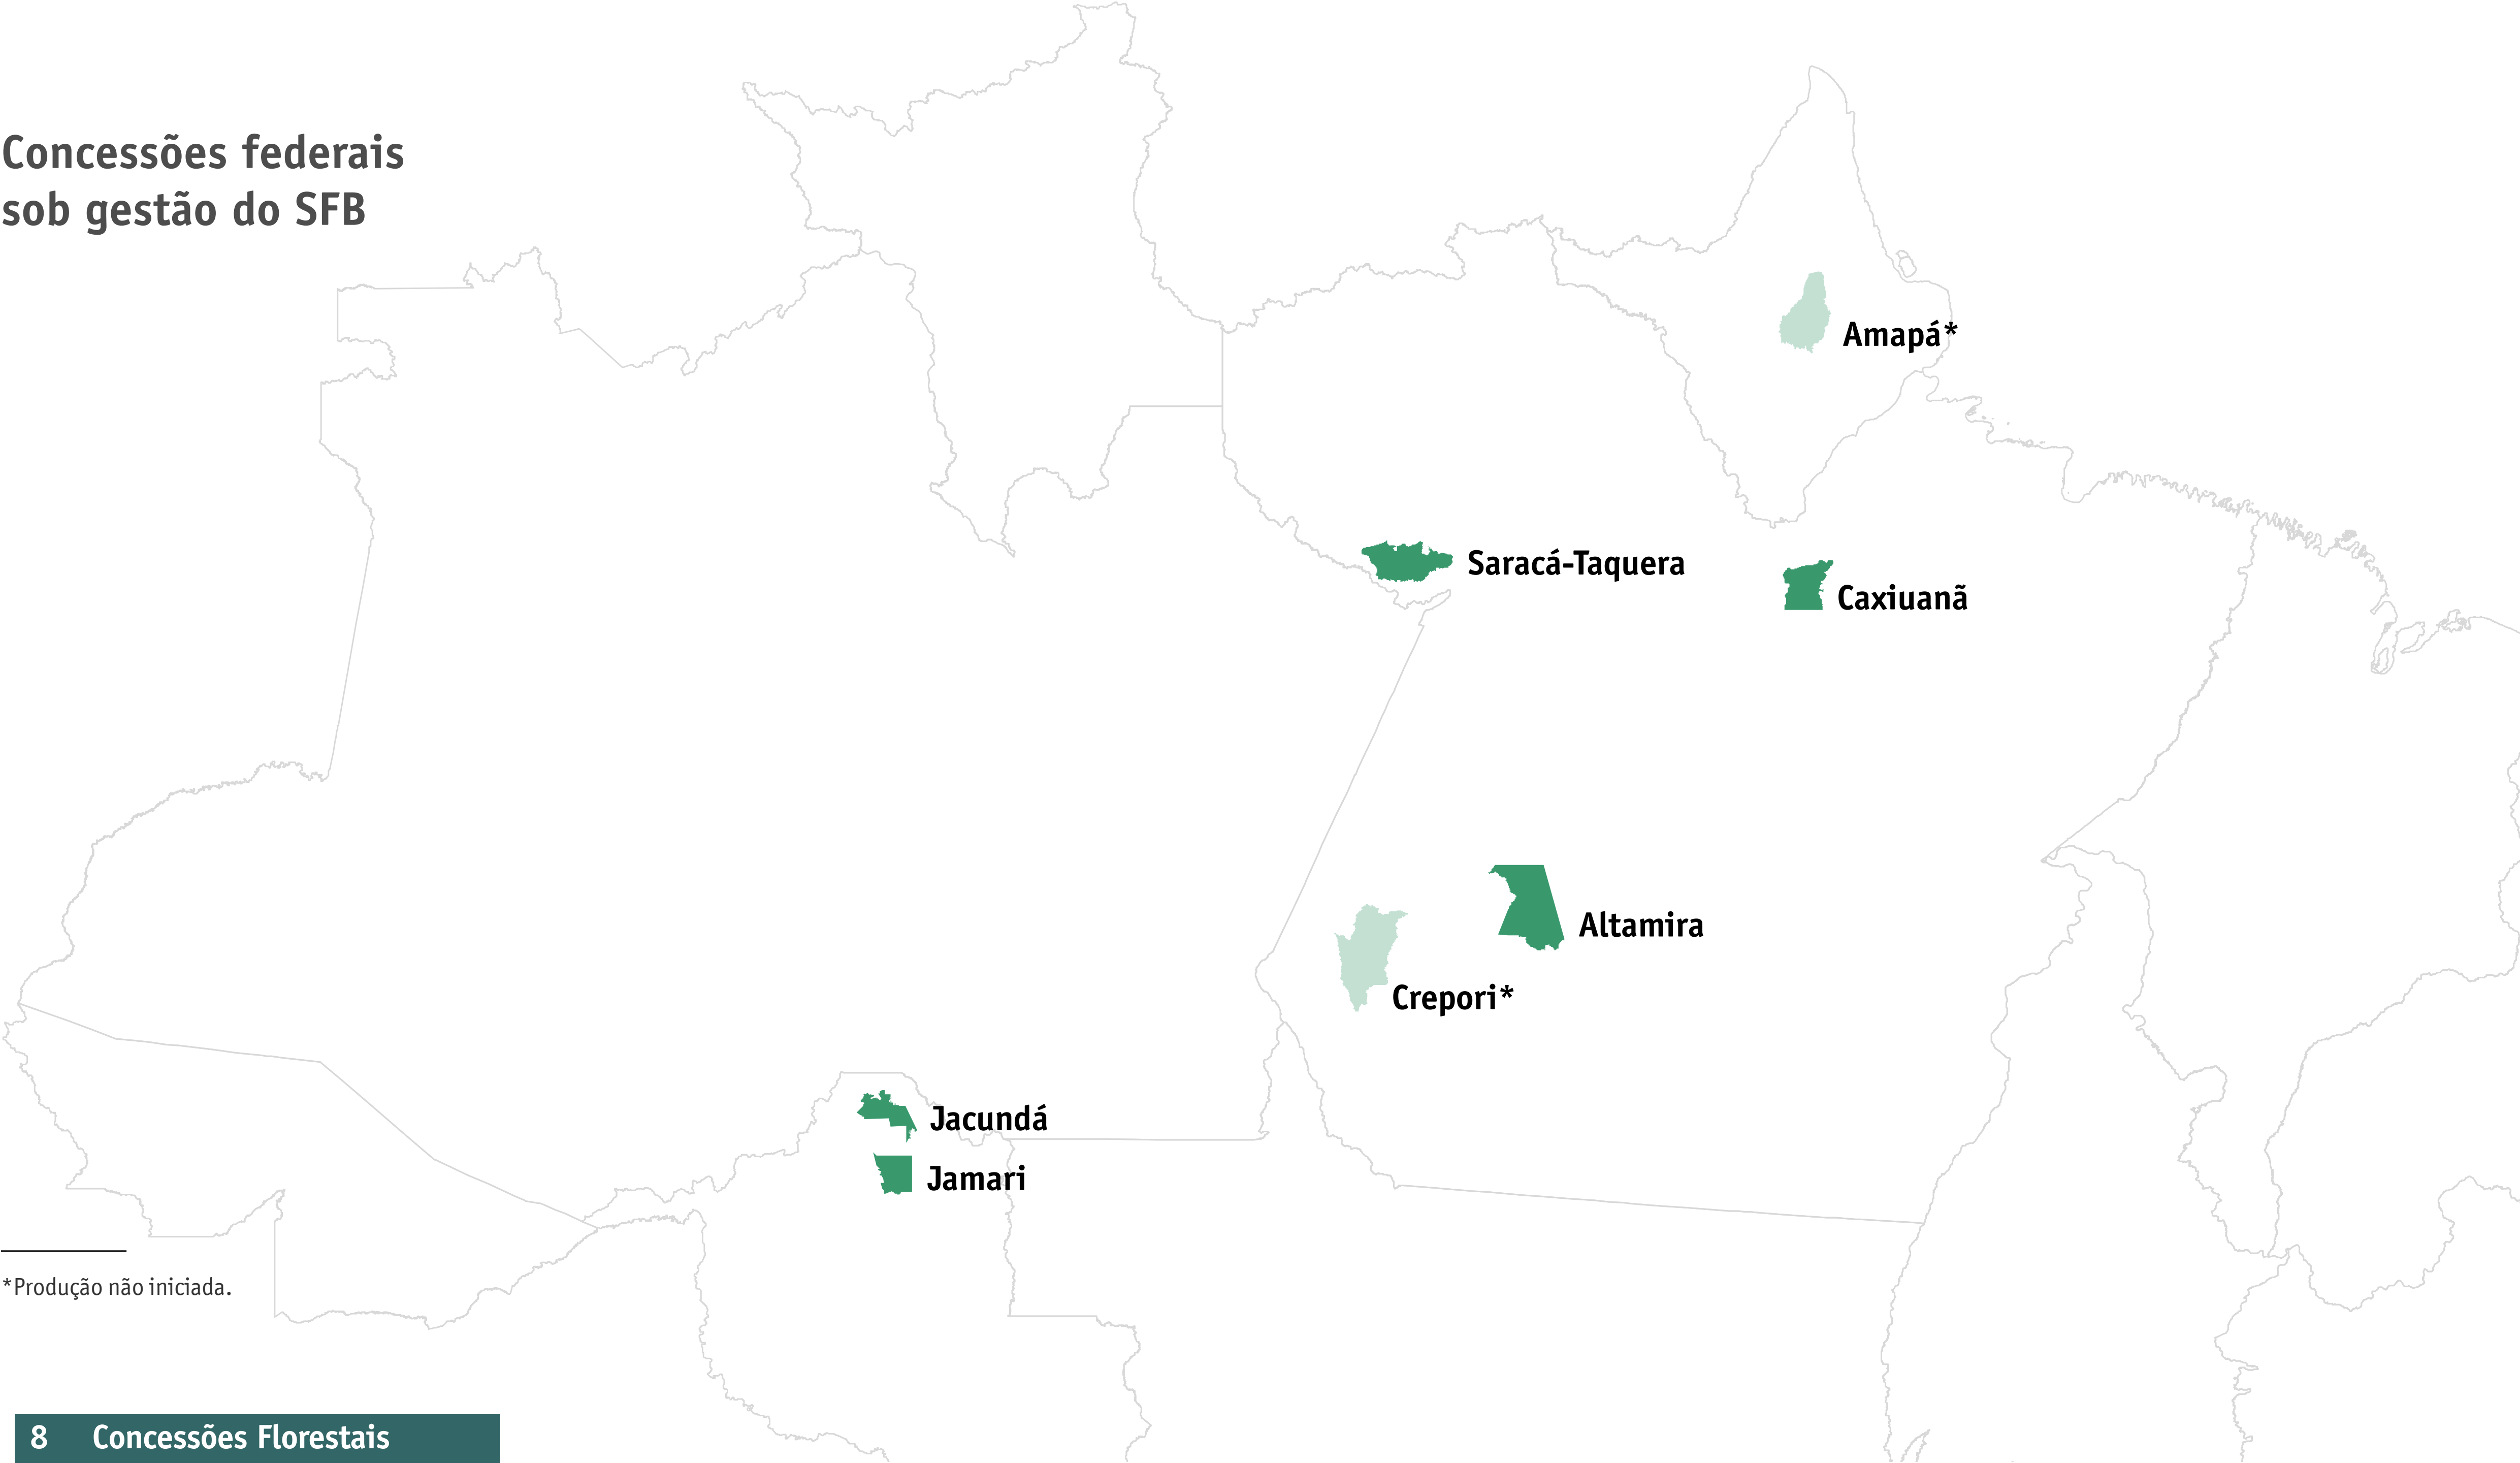 Concessões federais
sob gestão do SFB
Amapá*
Saracá-Taquera
Caxiuanã
Altamira
Crepori*
Jacundá
Jamari
*Produção não iniciada.
8 Concessões Florestais